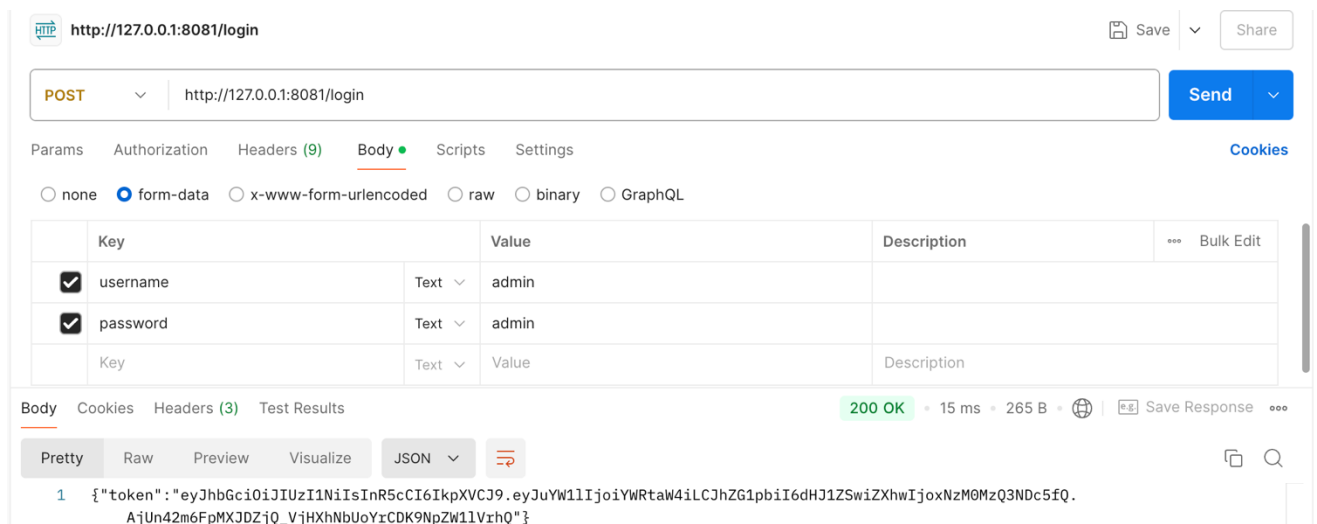 HTTP http://127.0.0.1:8081/login Save Share
POST http://127.0.0.1:8081/login Send
Params Authorization Headers (9) Body Scripts Settings Cookies
none form-data x-www-form-urlencoded raw binary GraphQL
Key Value Description Bulk Edit
username Text admin
password Text admin
Key Text Value Description
Body Cookies Headers (3) Test Results 200 OK 15 ms 265 B e.g. Save Response
Pretty Raw Preview Visualize JSON
1 {"token":"eyJhbGciOiJIUzI1NiIsInR5cCI6IkpXVCJ9.eyJuYW1lIjoiYWRtaW4iLCJhZG1pbiI6dHJ1ZSwiZXhwIjoxNzM0MzQ3NDc5fQ.
AjUn42m6FpMXJDZjQ_VjHXhNbUoYrCDK9NpZW1lVrhQ"}